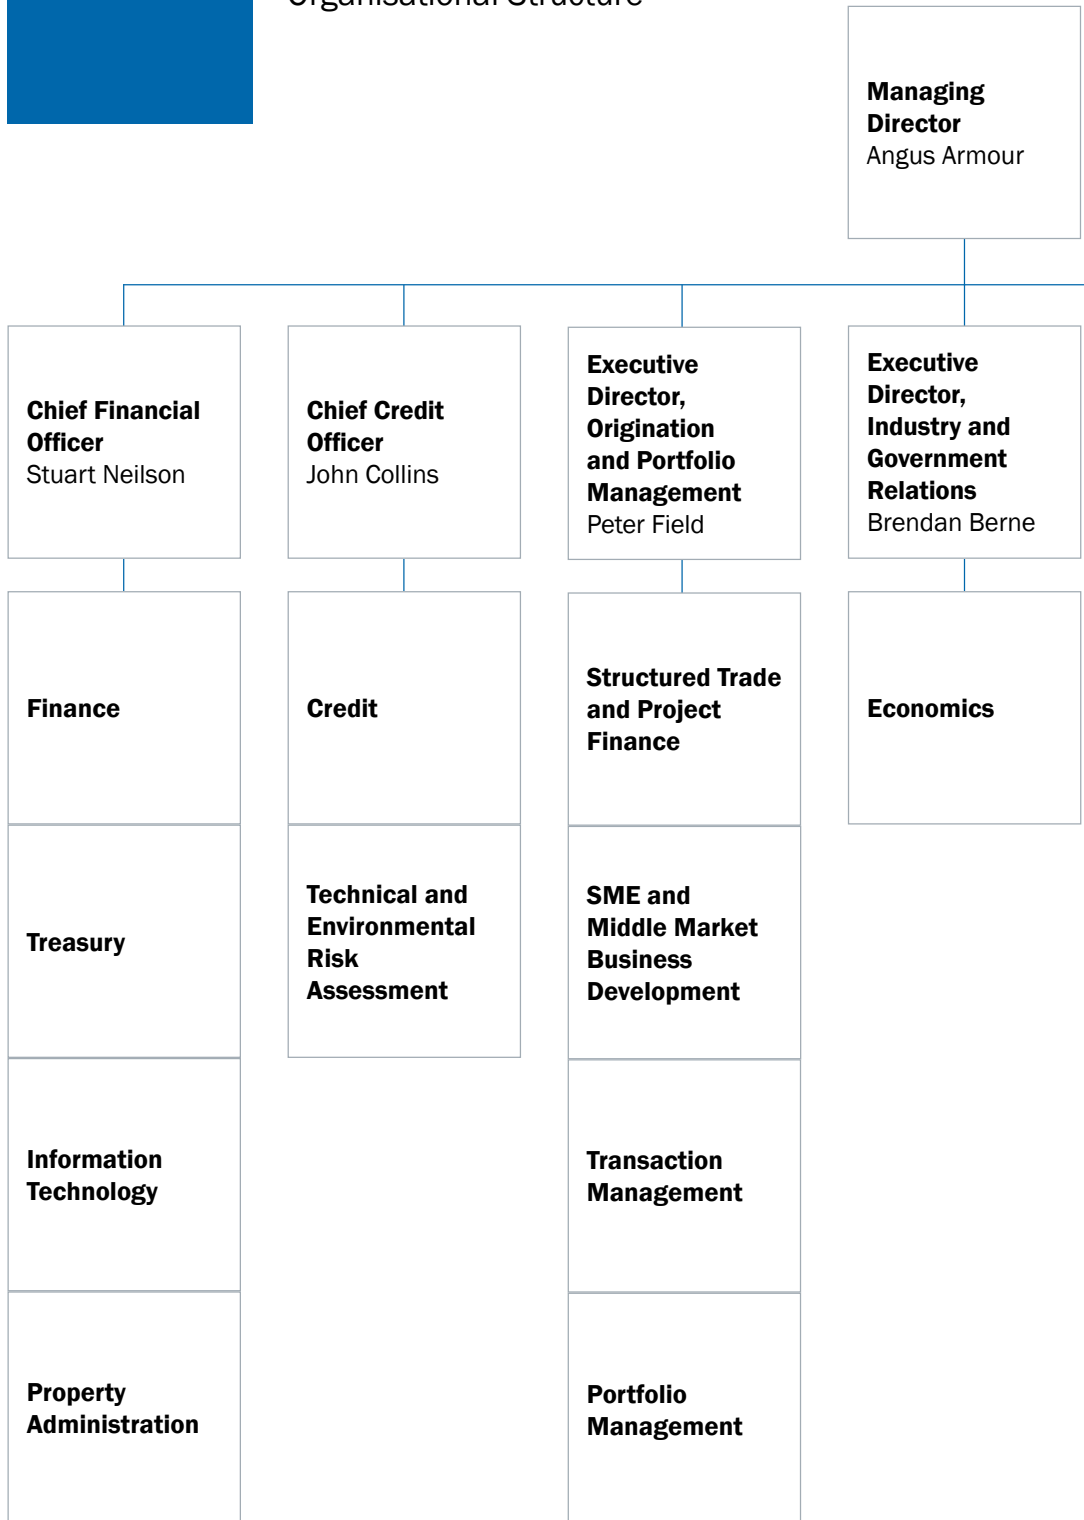 Organisational Structure
Managing
Director
Angus Armour
Chief Financial
Officer
Stuart Neilson
Chief Credit
Officer
John Collins
Executive
Director,
Origination
and Portfolio
Management
Peter Field
Executive
Director,
Industry and
Government
Relations
Brendan Berne
Finance
Credit
Structured Trade
and Project
Finance
Economics
Treasury
Technical and
Environmental
Risk
Assessment
SME and
Middle Market
Business
Development
Information
Technology
Transaction
Management
Property
Administration
Portfolio
Management